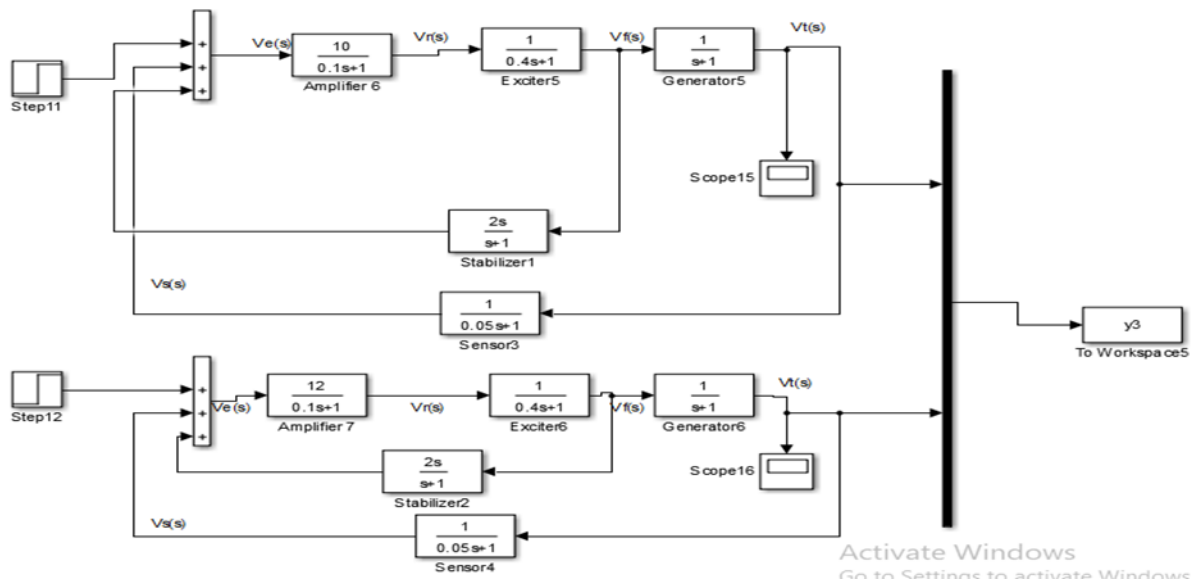 Step11
+
+
+
Ve(s)
10
0.1s+1
Amplifier 6
Vr(s)
1
0.4s+1
Exciter5
Vf(s)
1
s+1
Generator5
Vt(s)
Scope15
2s
s+1
Stabilizer1
Vs(s)
1
0.05s+1
Sensor3
y3
To Workspace5
Step12
+
+
+
Ve(s)
12
0.1s+1
Amplifier 7
Vr(s)
1
0.4s+1
Exciter6
Vf(s)
1
s+1
Generator6
Vt(s)
Scope16
2s
s+1
Stabilizer2
Vs(s)
1
0.05s+1
Sensor4
Activate Windows
Go to Settings to activate Windows